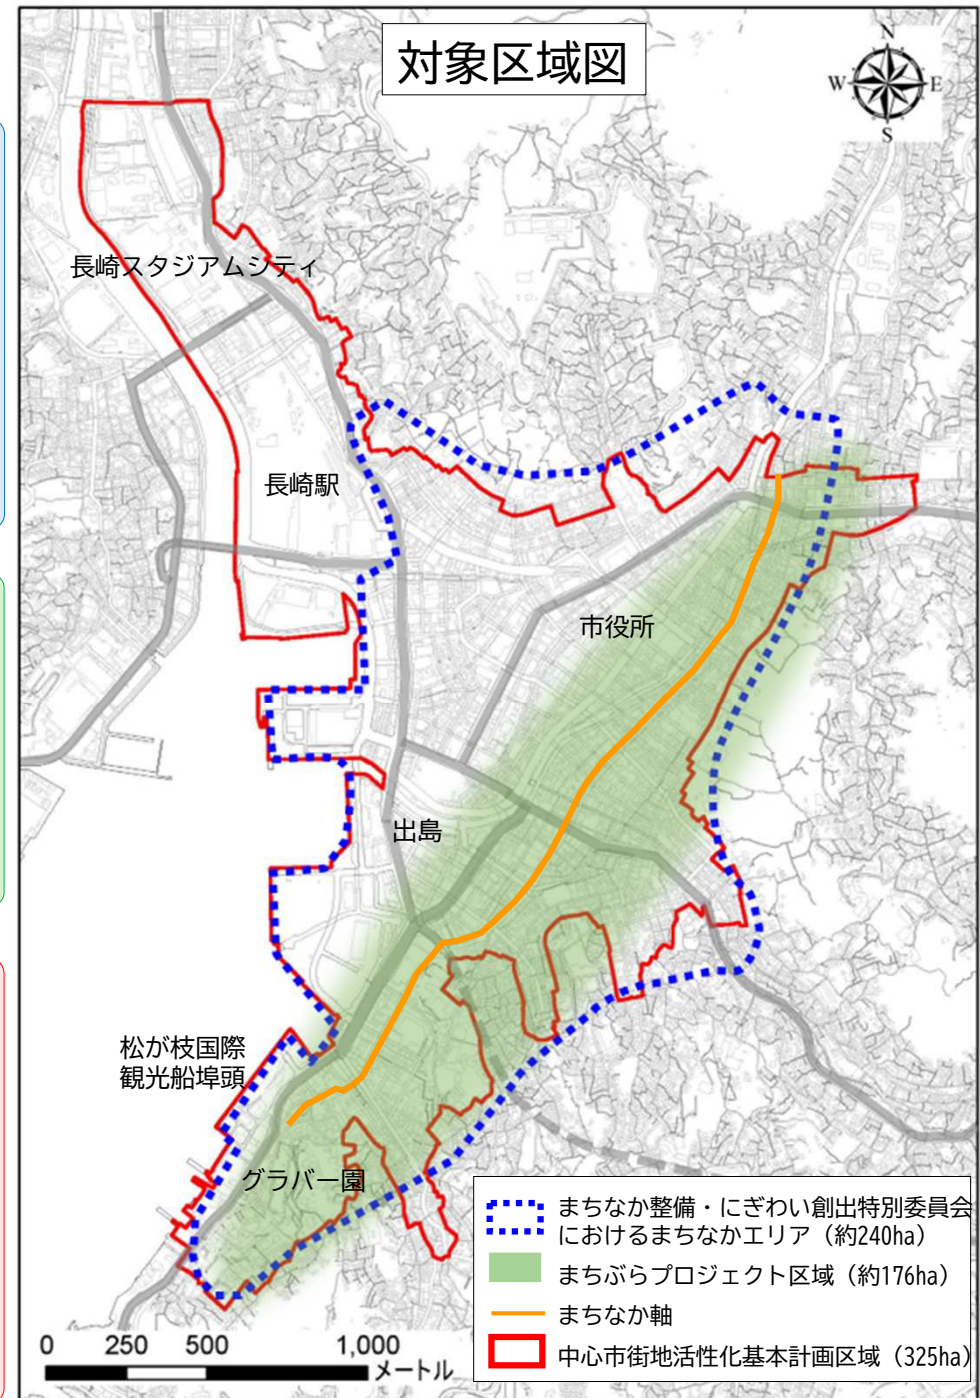 対象区域図
N
W
E
S
長崎スタジアムシティ
長崎駅
市役所
出島
松が枝国際
観光船埠頭
グラバー園
まちなか整備・にぎわい創出特別委員会
におけるまちなかエリア（約240ha）
まちぶらプロジェクト区域（約176ha）
まちなか軸
中心市街地活性化基本計画区域（325ha）
0 250 500 1,000
メートル